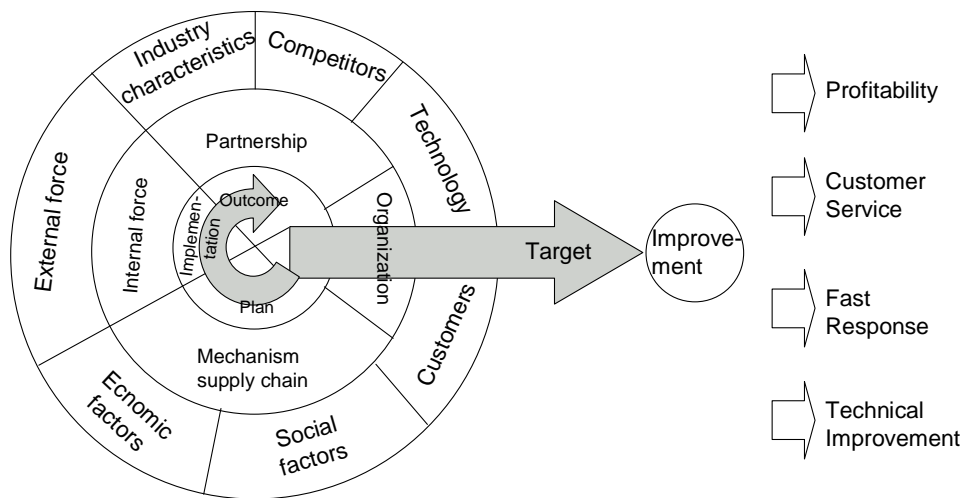 Industry
characteristics
Competitors
Technology
Customers
Social
factors
Ecnomic
factors
External force
Internal force
Partnership
Organization
Mechanism
supply chain
Implemen-
tation
Outcome
Plan
Target
Improve-
ment
Profitability
Customer
Service
Fast
Response
Technical
Improvement